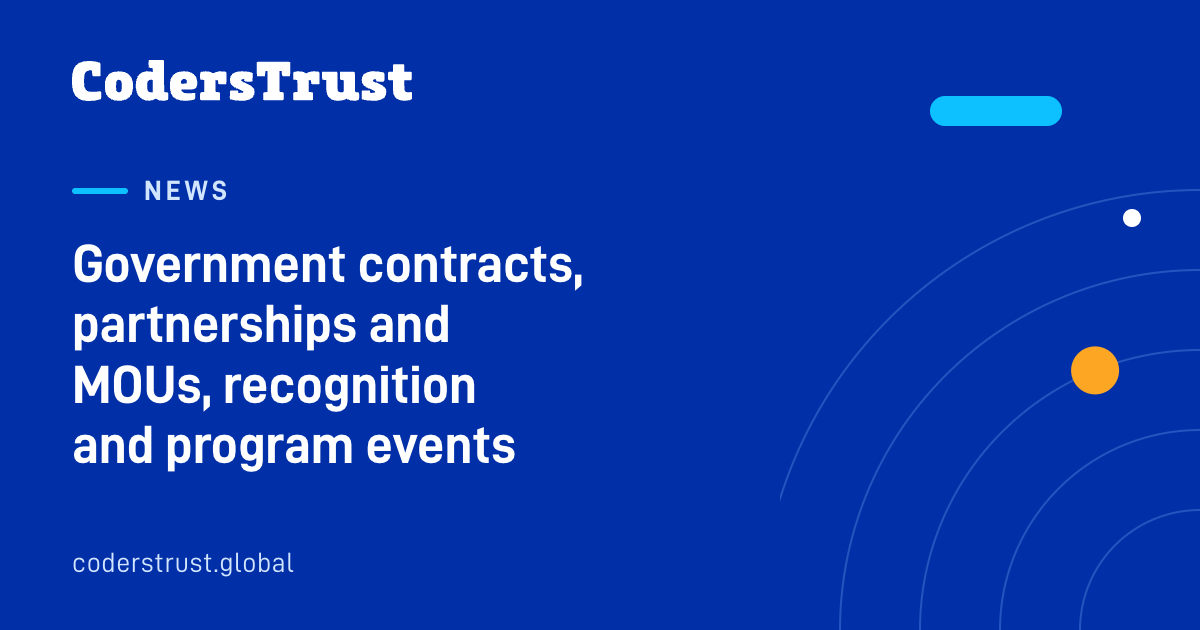 CodersTrust
NEWS
Government contracts,
partnerships and
MOUs, recognition
and program events
coderstrust.global